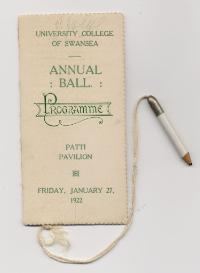 UNIVERSITY COLLEGE
OF SWANSEA
ANNUAL
: BALL. :
PROGRAMME
PATTI
PAVILION
FRIDAY, JANUARY 27,
1922